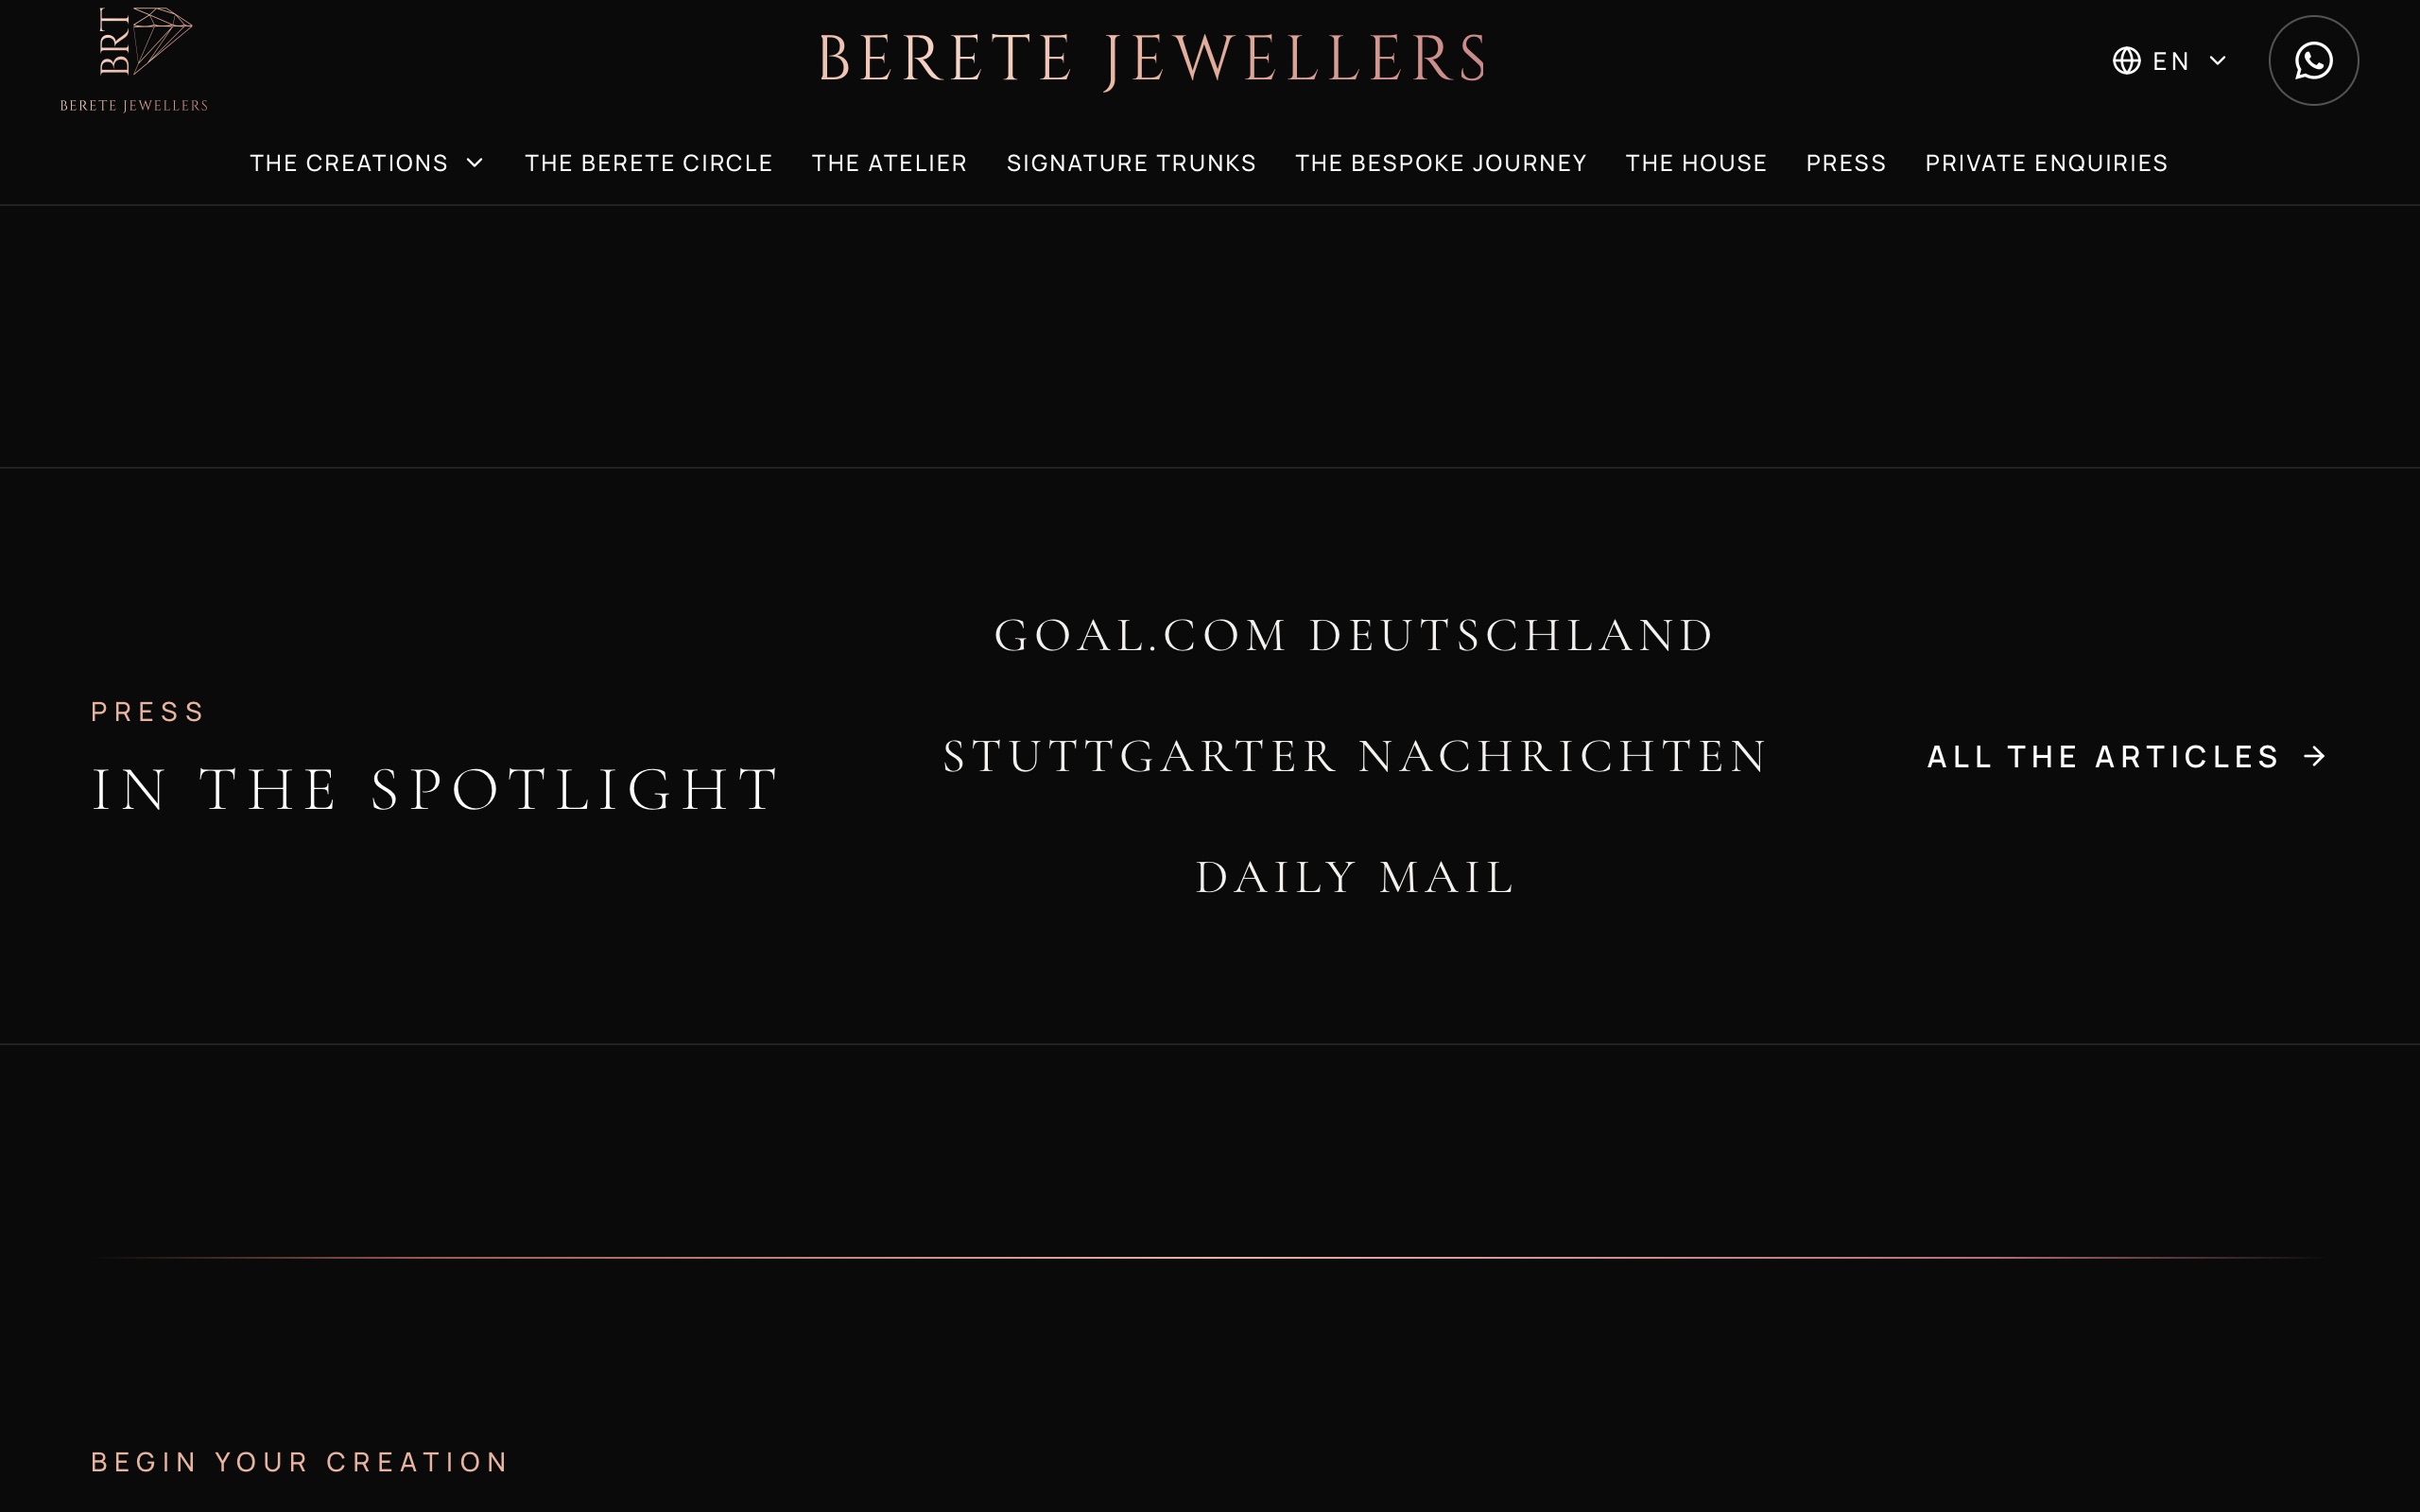 BRT
BERETE JEWELLERS
BERETE JEWELLERS
EN
THE CREATIONS
THE BERETE CIRCLE
THE ATELIER
SIGNATURE TRUNKS
THE BESPOKE JOURNEY
THE HOUSE
PRESS
PRIVATE ENQUIRIES
PRESS
IN THE SPOTLIGHT
GOAL.COM DEUTSCHLAND
STUTTGARTER NACHRICHTEN
DAILY MAIL
ALL THE ARTICLES
BEGIN YOUR CREATION